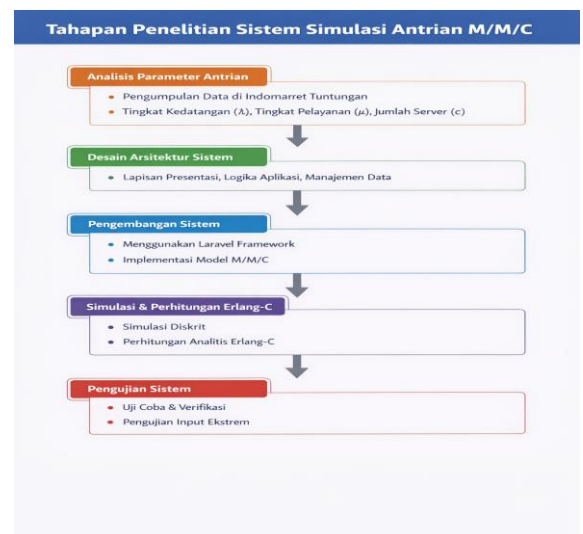 Tahapan Penelitian Sistem Simulasi Antrian M/M/C
Analisis Parameter Antrian
• Pengumpulan Data di Indomarret Tuntungan
• Tingkat Kedatangan (λ), Tingkat Pelayanan (μ), Jumlah Server (c)
Desain Arsitektur Sistem
• Lapisan Presentasi, Logika Aplikasi, Manajemen Data
Pengembangan Sistem
• Menggunakan Laravel Framework
• Implementasi Model M/M/C
Simulasi & Perhitungan Erlang-C
• Simulasi Diskrit
• Perhitungan Analitis Erlang-C
Pengujian Sistem
• Uji Coba & Verifikasi
• Pengujian Input Ekstrem